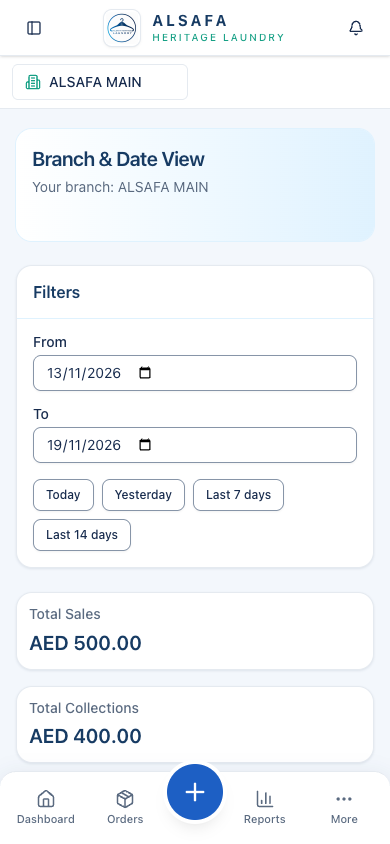 ALSAFA
HERITAGE LAUNDRY
ALSAFA MAIN
Branch & Date View
Your branch: ALSAFA MAIN
Filters
From
13/11/2026
To
19/11/2026
Today Yesterday Last 7 days
Last 14 days
Total Sales
AED 500.00
Total Collections
AED 400.00
Dashboard Orders Reports More